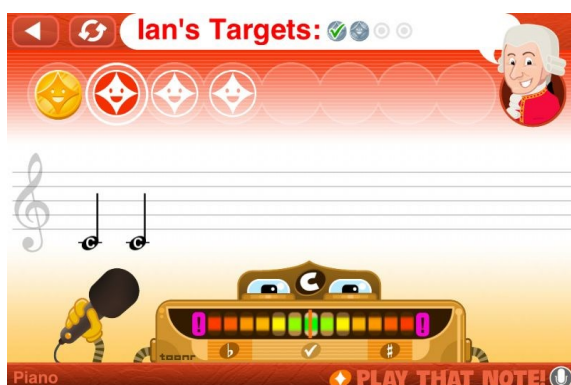 Ian's Targets:
C C
C
! !
♭ ♯
Piano
PLAY THAT NOTE!